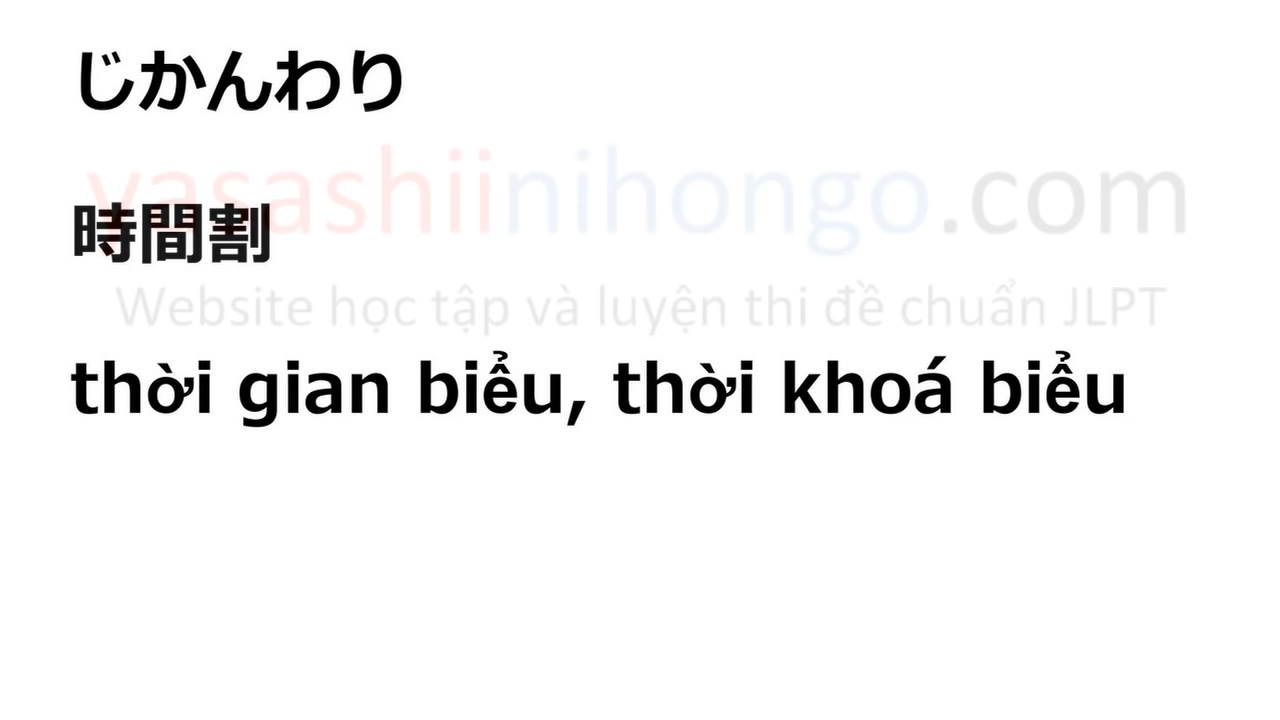 じかんわり
yasashiinihongo.com
時間割
Website học tập và luyện thi đề chuẩn JLPT
thời gian biểu, thời khoá biểu